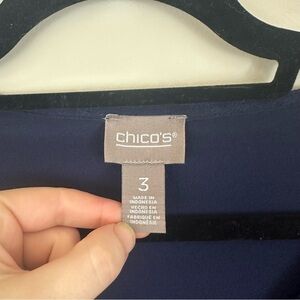 chico's®
3
MADE IN
INDONESIA
HECHO EN
INDONESIA
FABRIQUÉ EN
INDONÉSIE